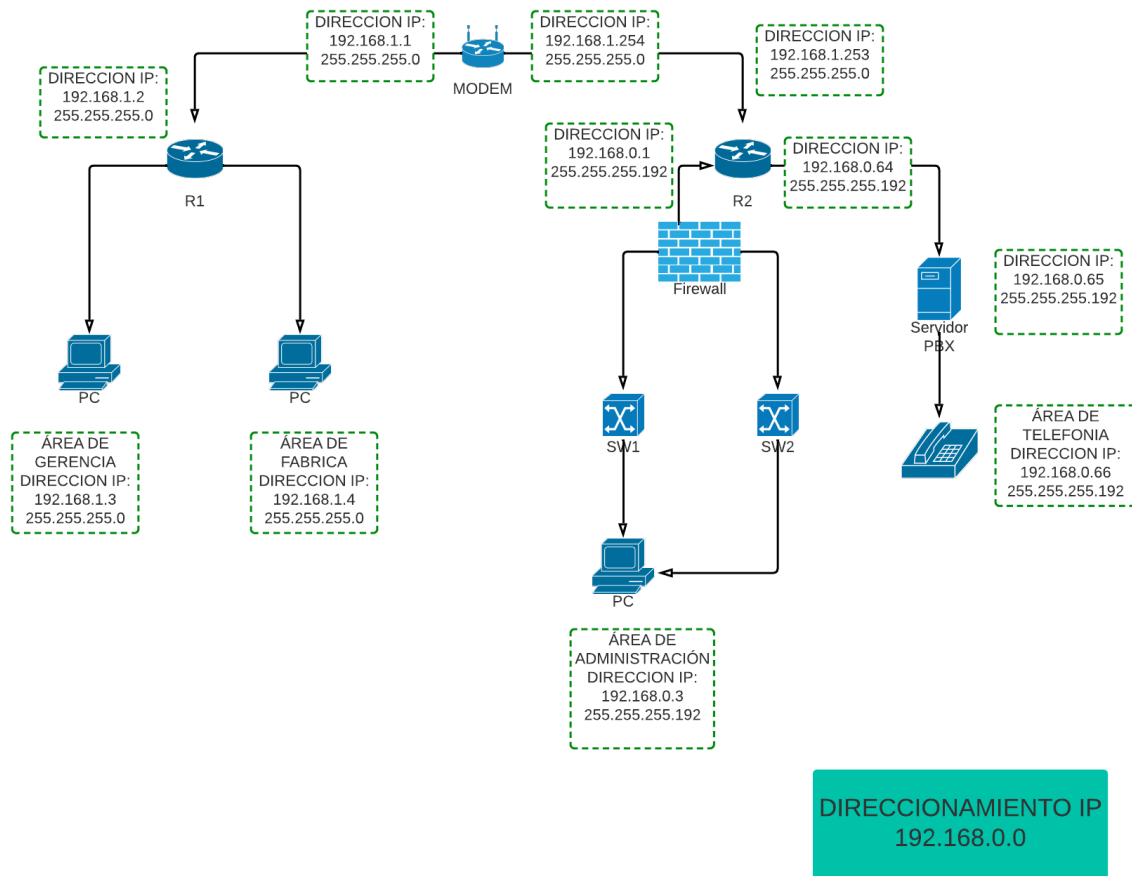 DIRECCION IP:
192.168.1.1
255.255.255.0
MODEM
DIRECCION IP:
192.168.1.254
255.255.255.0
DIRECCION IP:
192.168.1.253
255.255.255.0
DIRECCION IP:
192.168.1.2
255.255.255.0
R1
DIRECCION IP:
192.168.0.1
255.255.255.192
R2
DIRECCION IP:
192.168.0.64
255.255.255.192
Firewall
DIRECCION IP:
192.168.0.65
255.255.255.192
Servidor
PBX
PC
PC
ÁREA DE
GERENCIA
DIRECCION IP:
192.168.1.3
255.255.255.0
ÁREA DE
FABRICA
DIRECCION IP:
192.168.1.4
255.255.255.0
SW1
SW2
ÁREA DE
TELEFONIA
DIRECCION IP:
192.168.0.66
255.255.255.192
PC
ÁREA DE
ADMINISTRACIÓN
DIRECCION IP:
192.168.0.3
255.255.255.192
DIRECCIONAMIENTO IP
192.168.0.0